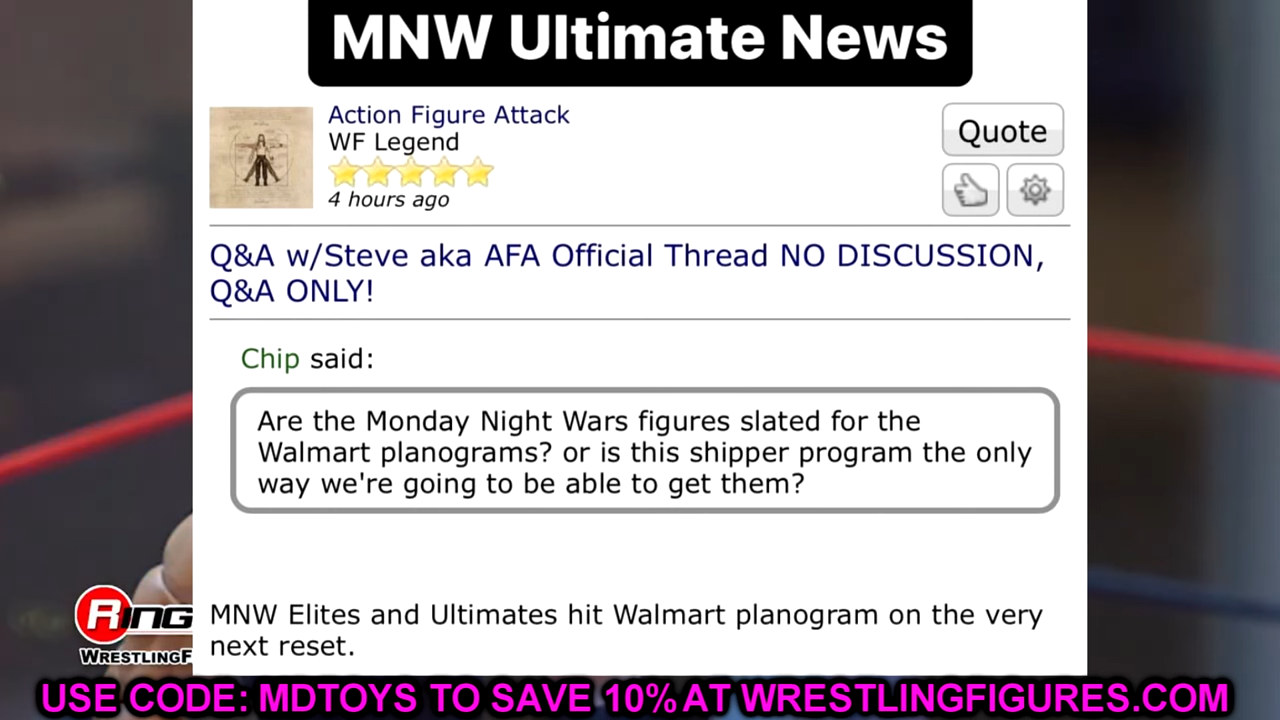 MNW Ultimate News
Action Figure Attack
WF Legend
4 hours ago
Quote
Q&A w/Steve aka AFA Official Thread NO DISCUSSION,
Q&A ONLY!
Chip said:
Are the Monday Night Wars figures slated for the
Walmart planograms? or is this shipper program the only
way we're going to be able to get them?
MNW Elites and Ultimates hit Walmart planogram on the very
next reset.
RING
WRESTLINGF
USE CODE: MDTOYS TO SAVE 10% AT WRESTLINGFIGURES.COM